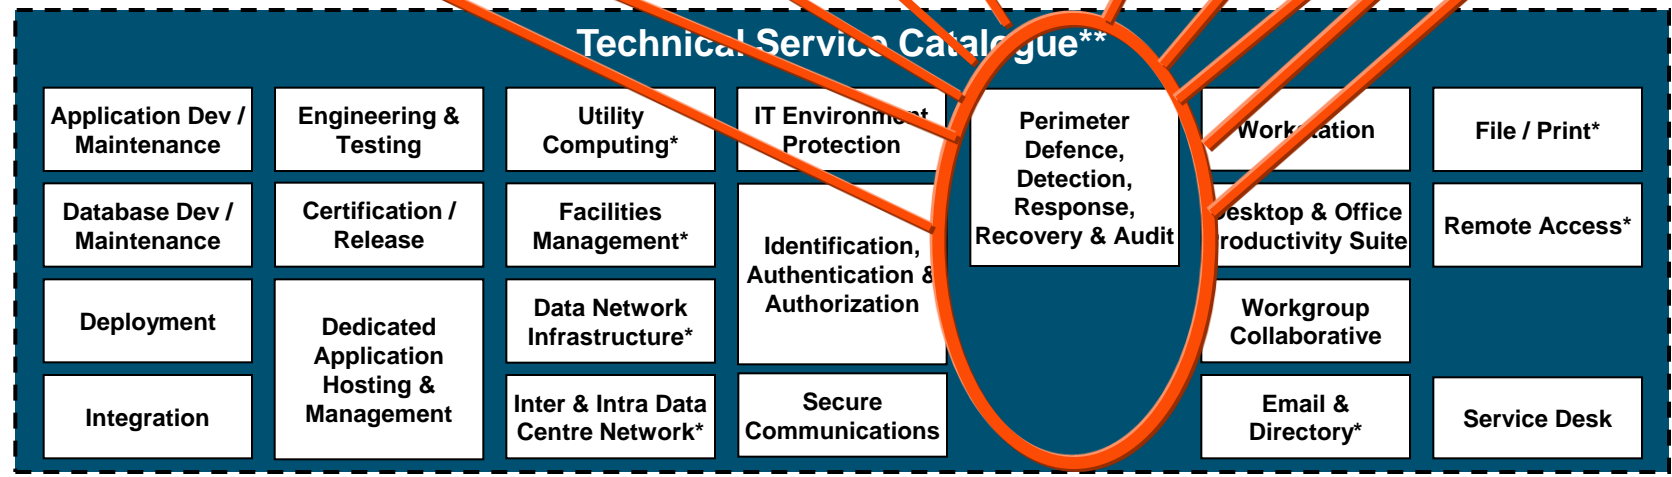 Technical Service Catalogue**
Application Dev /
Maintenance
Database Dev /
Maintenance
Deployment
Integration
Engineering &
Testing
Certification /
Release
Dedicated
Application
Hosting &
Management
Utility
Computing*
Facilities
Management*
Data Network
Infrastructure*
Inter & Intra Data
Centre Network*
IT Environment
Protection
Identification,
Authentication &
Authorization
Secure
Communications
Perimeter
Defence,
Detection,
Response,
Recovery & Audit
Workstation
Desktop & Office
Productivity Suite
Workgroup
Collaborative
Email &
Directory*
File / Print*
Remote Access*
Service Desk